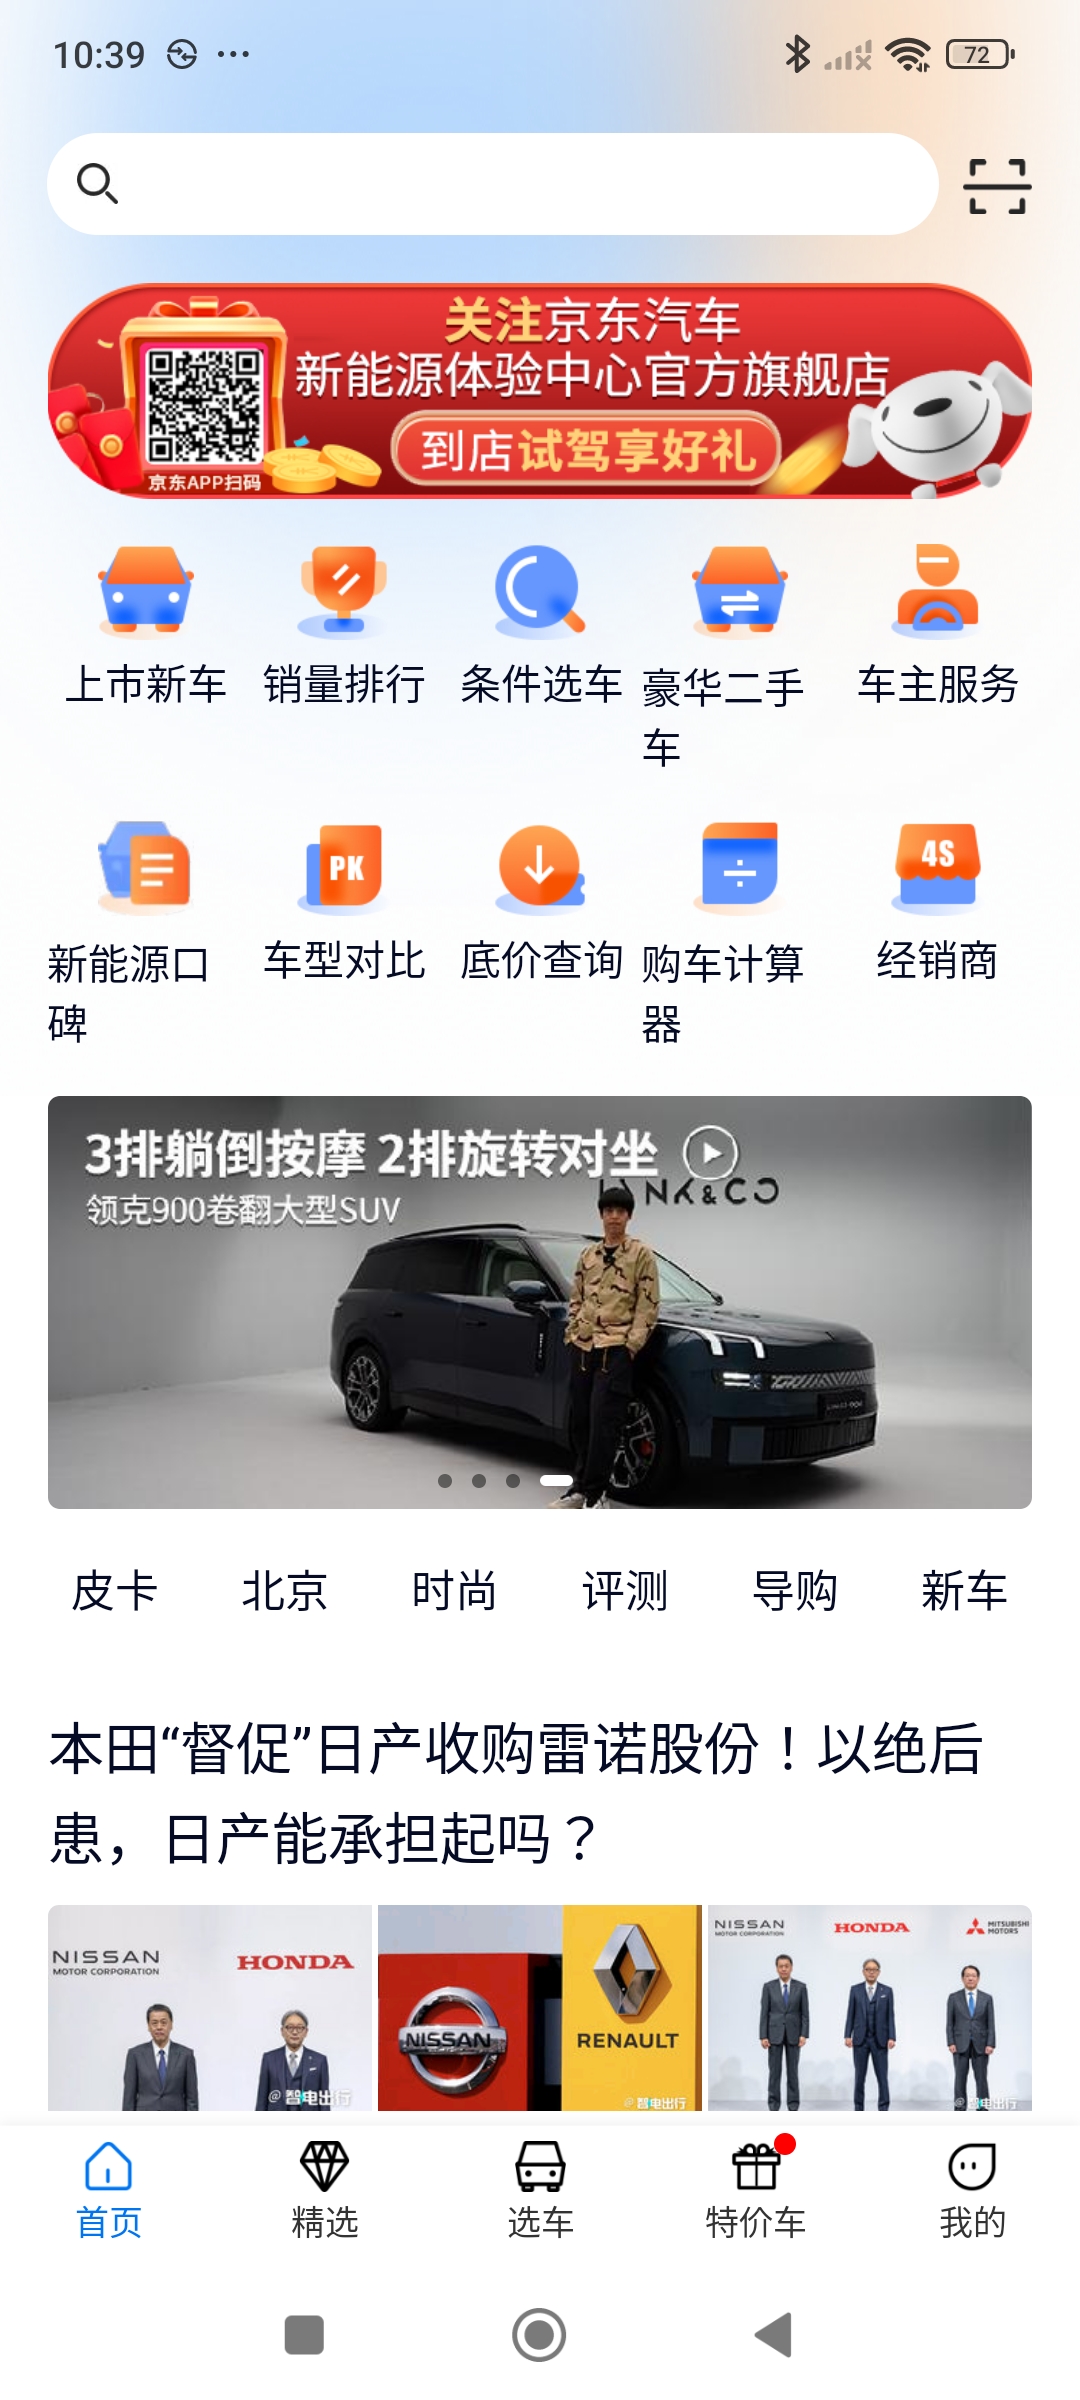 10:39
72
关注京东汽车
新能源体验中心官方旗舰店
到店试驾享好礼
京东APP扫码
上市新车
销量排行
条件选车
豪华二手
车
车主服务
PK
4S
新能源口
碑
车型对比
底价查询
购车计算
器
经销商
3排躺倒按摩 2排旋转对坐
领克900卷翻大型SUV
LYNK&CO
皮卡
北京
时尚
评测
导购
新车
本田“督促”日产收购雷诺股份！以绝后
患，日产能承担起吗？
NISSAN
MOTOR CORPORATION
HONDA
@智电出行
NISSAN
RENAULT
@智电出行
NISSAN
MOTOR CORPORATION
HONDA
MITSUBISHI
MOTORS
@智电出行
首页
精选
选车
特价车
我的